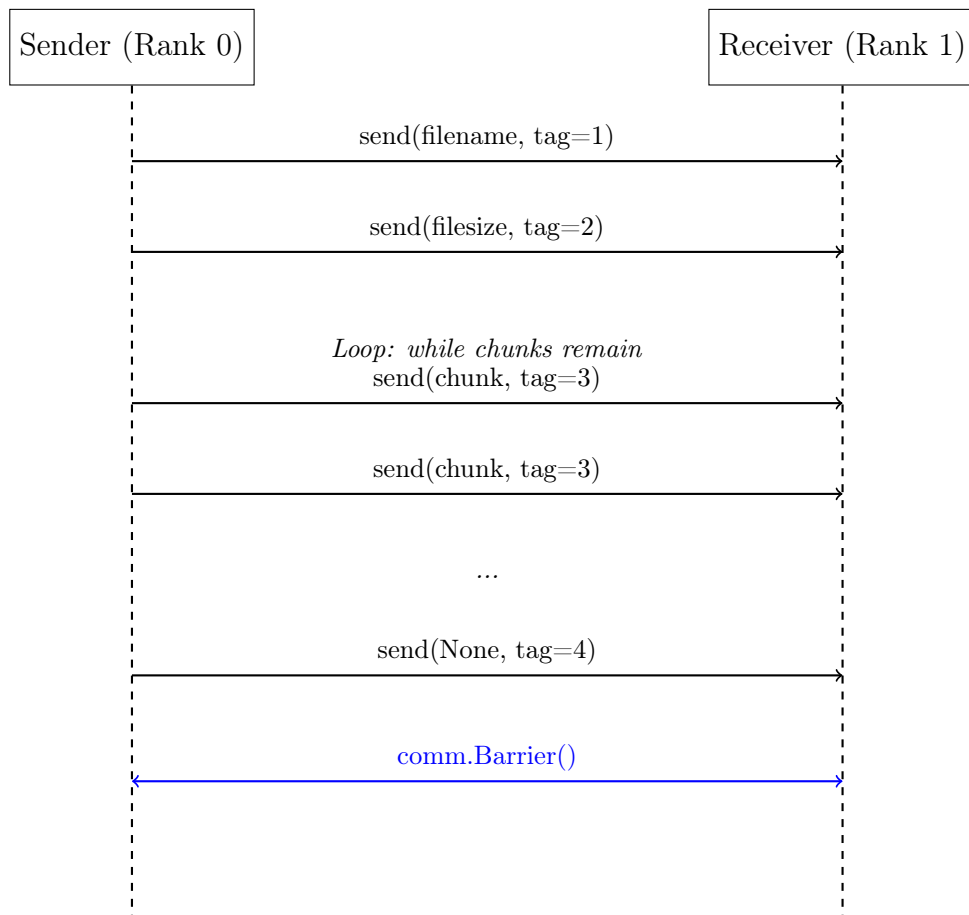 Sender (Rank 0)
Receiver (Rank 1)
send(filename, tag=1)
send(filesize, tag=2)
Loop: while chunks remain
send(chunk, tag=3)
send(chunk, tag=3)
...
send(None, tag=4)
comm.Barrier()